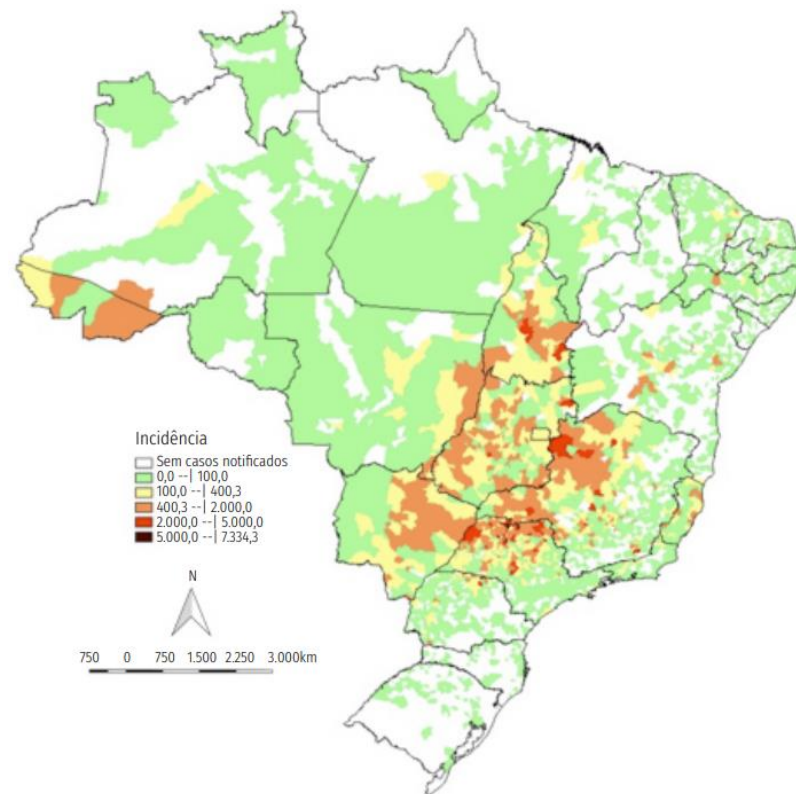 Incidência
Sem casos notificados
0,0 --| 100,0
100,0 --| 400,3
400,3 --| 2.000,0
2.000,0 --| 5.000,0
5.000,0 --| 7.334,3
N
750 0 750 1.500 2.250 3.000km